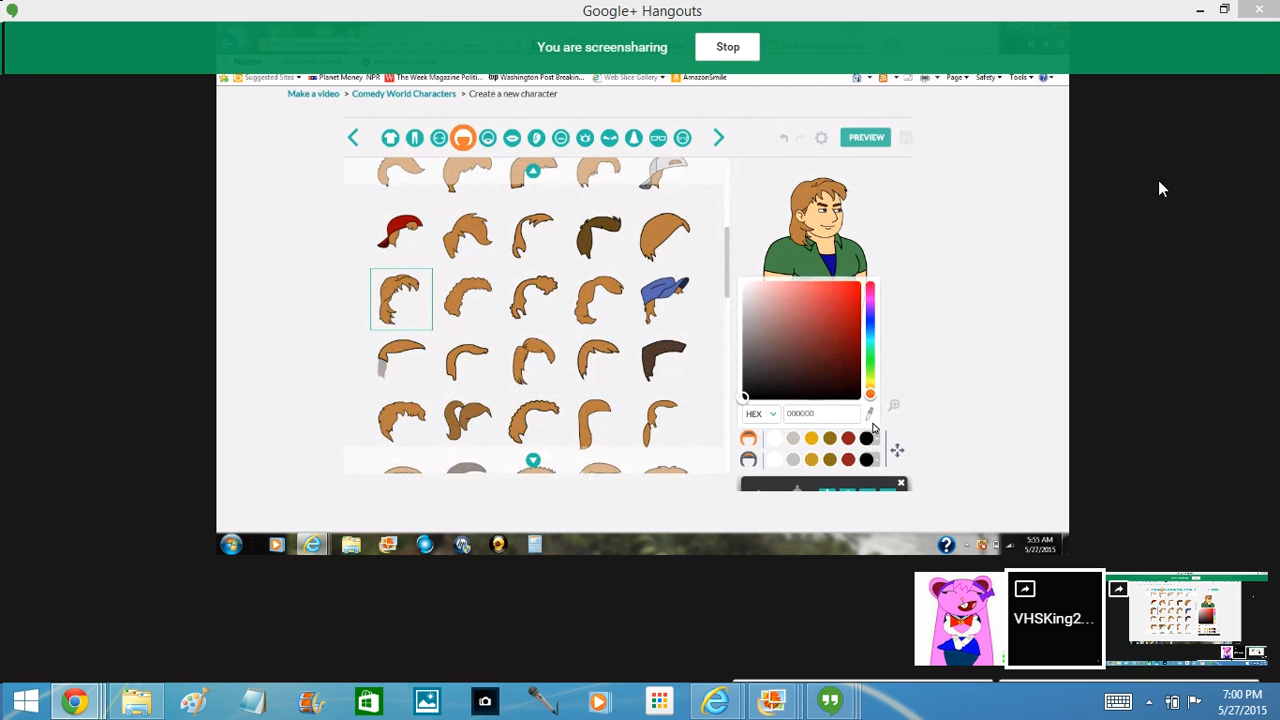 Google+ Hangouts
You are screensharing Stop
Suggested Sites Planet Money NPR The Week Magazine Politi... Washington Post Breakin... Web Slice Gallery AmazonSmile Page Safety Tools
Make a video > Comedy World Characters > Create a new character
PREVIEW
HEX 000000
5:55 AM
5/27/2015
VHSKing2...
7:00 PM
5/27/2015